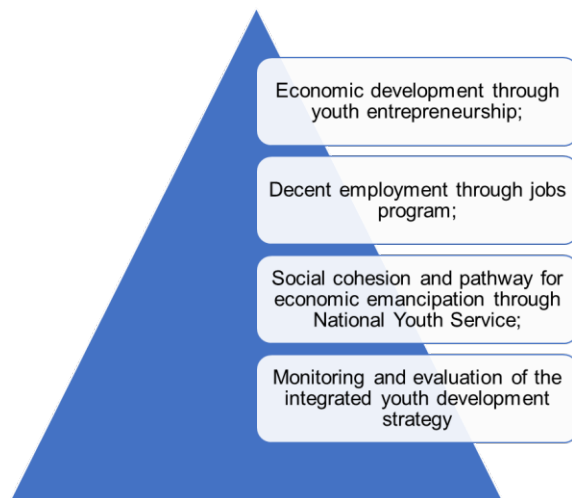 Economic development through
youth entrepreneurship;
Decent employment through jobs
program;
Social cohesion and pathway for
economic emancipation through
National Youth Service;
Monitoring and evaluation of the
integrated youth development
strategy